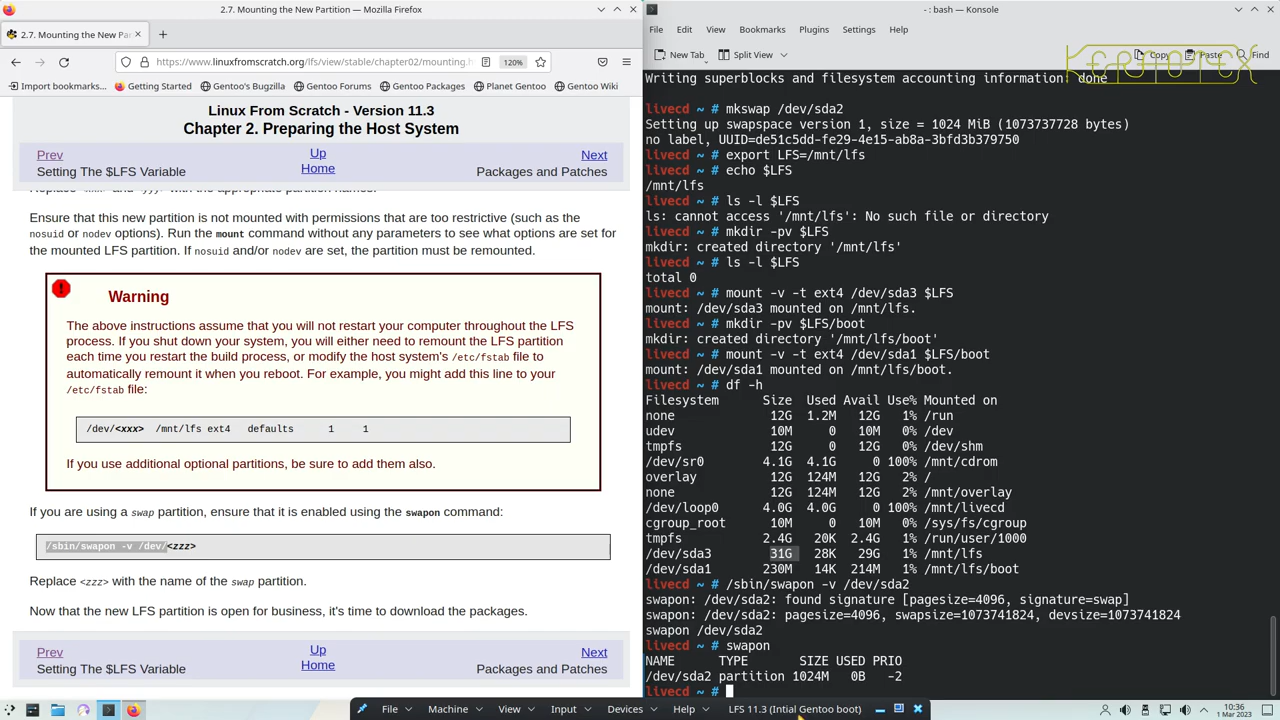 2.7. Mounting the New Partition — Mozilla Firefox
2.7. Mounting the New Par
https://www.linuxfromscratch.org/lfs/view/stable/chapter02/mounting.h
120%
Import bookmarks...
Getting Started
Gentoo's Bugzilla
Gentoo Forums
Gentoo Packages
Planet Gentoo
Gentoo Wiki
Linux From Scratch - Version 11.3
Chapter 2. Preparing the Host System
Prev
Up
Next
Setting The $LFS Variable
Home
Packages and Patches
with the appropriate partition names.
Ensure that this new partition is not mounted with permissions that are too restrictive (such as the
nosuid or nodev options). Run the mount command without any parameters to see what options are set for
the mounted LFS partition. If nosuid and/or nodev are set, the partition must be remounted.
Warning
The above instructions assume that you will not restart your computer throughout the LFS
process. If you shut down your system, you will either need to remount the LFS partition
each time you restart the build process, or modify the host system's /etc/fstab file to
automatically remount it when you reboot. For example, you might add this line to your
/etc/fstab file:
/dev/<xxx>  /mnt/lfs ext4   defaults      1     1
If you use additional optional partitions, be sure to add them also.
If you are using a swap partition, ensure that it is enabled using the swapon command:
/sbin/swapon -v /dev/<zzz>
Replace <zzz> with the name of the swap partition.
Now that the new LFS partition is open for business, it's time to download the packages.
Prev
Up
Next
Setting The $LFS Variable
Home
Packages and Patches
- : bash — Konsole
File Edit View Bookmarks Plugins Settings Help
New Tab Split View Copy Paste Find
Writing superblocks and filesystem accounting information: done
livecd ~ # mkswap /dev/sda2
Setting up swapspace version 1, size = 1024 MiB (1073737728 bytes)
no label, UUID=de51c5dd-fe29-4e15-ab8a-3bfd3b379750
livecd ~ # export LFS=/mnt/lfs
livecd ~ # echo $LFS
/mnt/lfs
livecd ~ # ls -l $LFS
ls: cannot access '/mnt/lfs': No such file or directory
livecd ~ # mkdir -pv $LFS
mkdir: created directory '/mnt/lfs'
livecd ~ # ls -l $LFS
total 0
livecd ~ # mount -v -t ext4 /dev/sda3 $LFS
mount: /dev/sda3 mounted on /mnt/lfs.
livecd ~ # mkdir -pv $LFS/boot
mkdir: created directory '/mnt/lfs/boot'
livecd ~ # mount -v -t ext4 /dev/sda1 $LFS/boot
mount: /dev/sda1 mounted on /mnt/lfs/boot.
livecd ~ # df -h
Filesystem      Size  Used Avail Use% Mounted on
none             12G  1.2M   12G   1% /run
udev             10M     0   10M   0% /dev
tmpfs            12G     0   12G   0% /dev/shm
/dev/sr0        4.1G  4.1G     0 100% /mnt/cdrom
overlay          12G  124M   12G   2% /
none             12G  124M   12G   2% /mnt/overlay
/dev/loop0      4.0G  4.0G     0 100% /mnt/livecd
cgroup_root      10M     0   10M   0% /sys/fs/cgroup
tmpfs           2.4G   20K  2.4G   1% /run/user/1000
/dev/sda3        31G   28K   29G   1% /mnt/lfs
/dev/sda1       230M   14K  214M   1% /mnt/lfs/boot
livecd ~ # /sbin/swapon -v /dev/sda2
swapon: /dev/sda2: found signature [pagesize=4096, signature=swap]
swapon: /dev/sda2: pagesize=4096, swapsize=1073741824, devsize=1073741824
swapon /dev/sda2
livecd ~ # swapon
NAME      TYPE       SIZE USED PRIO
/dev/sda2 partition 1024M   0B   -2
livecd ~ #
File Machine View Input Devices Help LFS 11.3 (Intial Gentoo boot)
10:36
1 Mar 2023